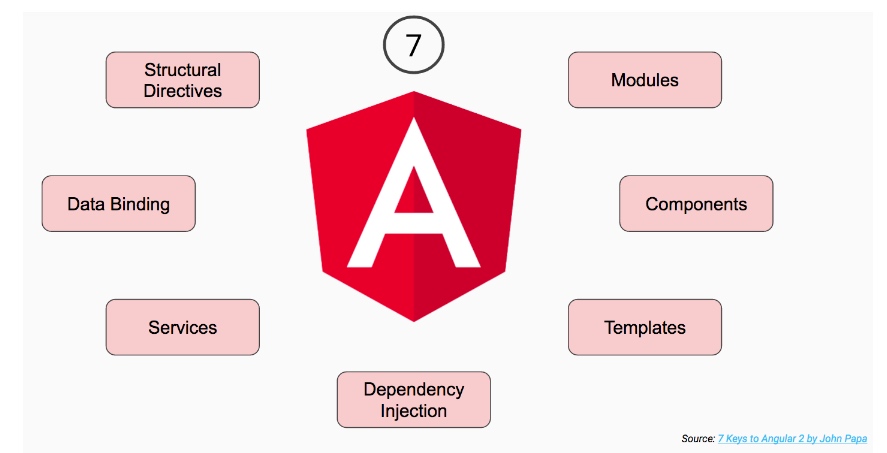 7
Structural
Directives
Modules
Data Binding
Components
Services
Templates
Dependency
Injection
Source: 7 Keys to Angular 2 by John Papa